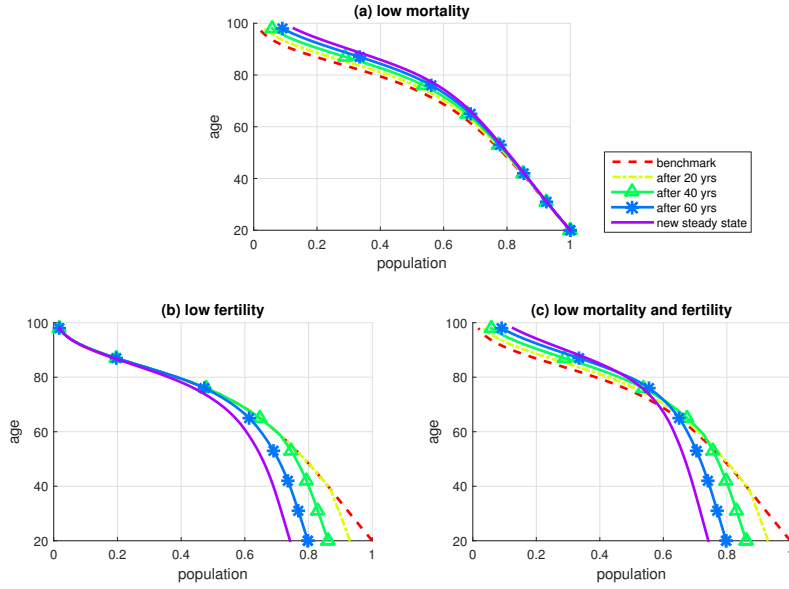 (a) low mortality
100
80
60
40
20
age
0 0.2 0.4 0.6 0.8 1
population
benchmark
after 20 yrs
after 40 yrs
after 60 yrs
new steady state
(b) low fertility
100
80
60
40
20
age
0 0.2 0.4 0.6 0.8 1
population
(c) low mortality and fertility
100
80
60
40
20
age
0 0.2 0.4 0.6 0.8 1
population